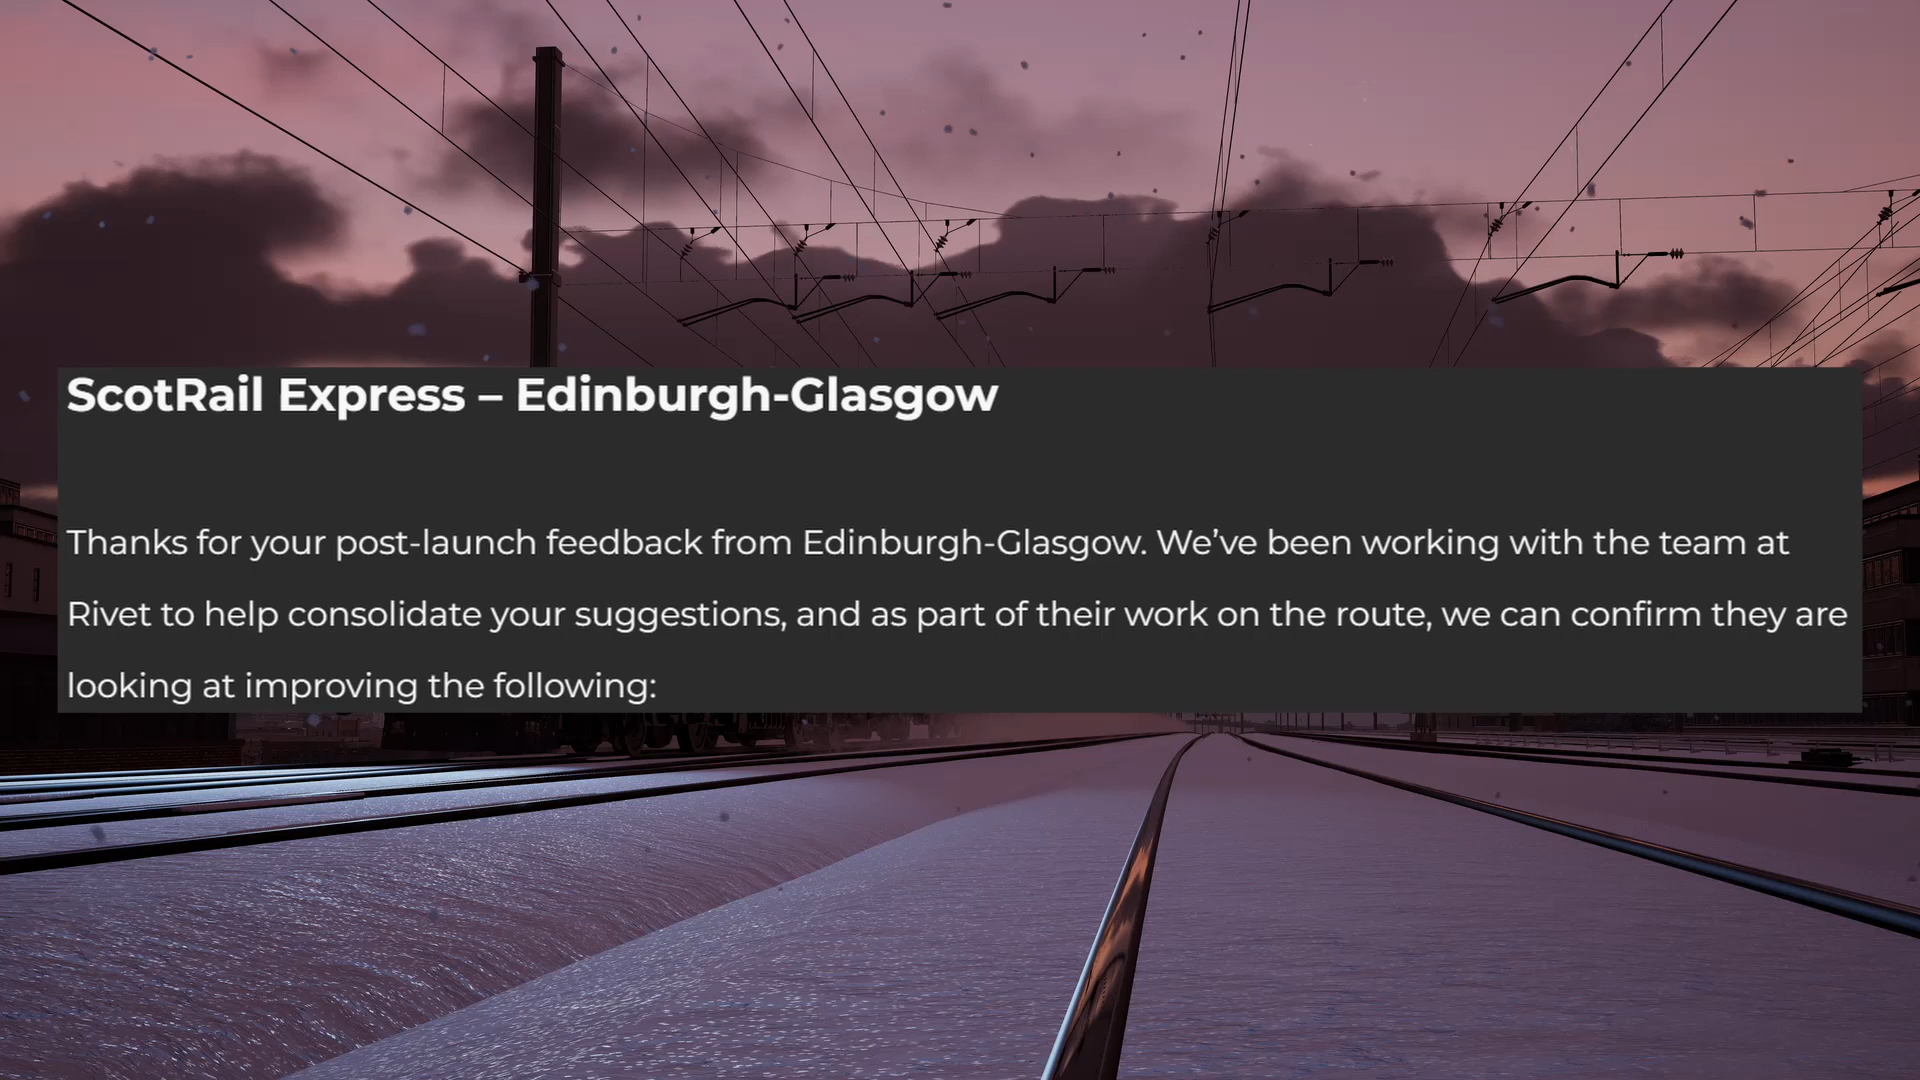 ScotRail Express – Edinburgh-Glasgow
Thanks for your post-launch feedback from Edinburgh-Glasgow. We’ve been working with the team at
Rivet to help consolidate your suggestions, and as part of their work on the route, we can confirm they are
looking at improving the following: